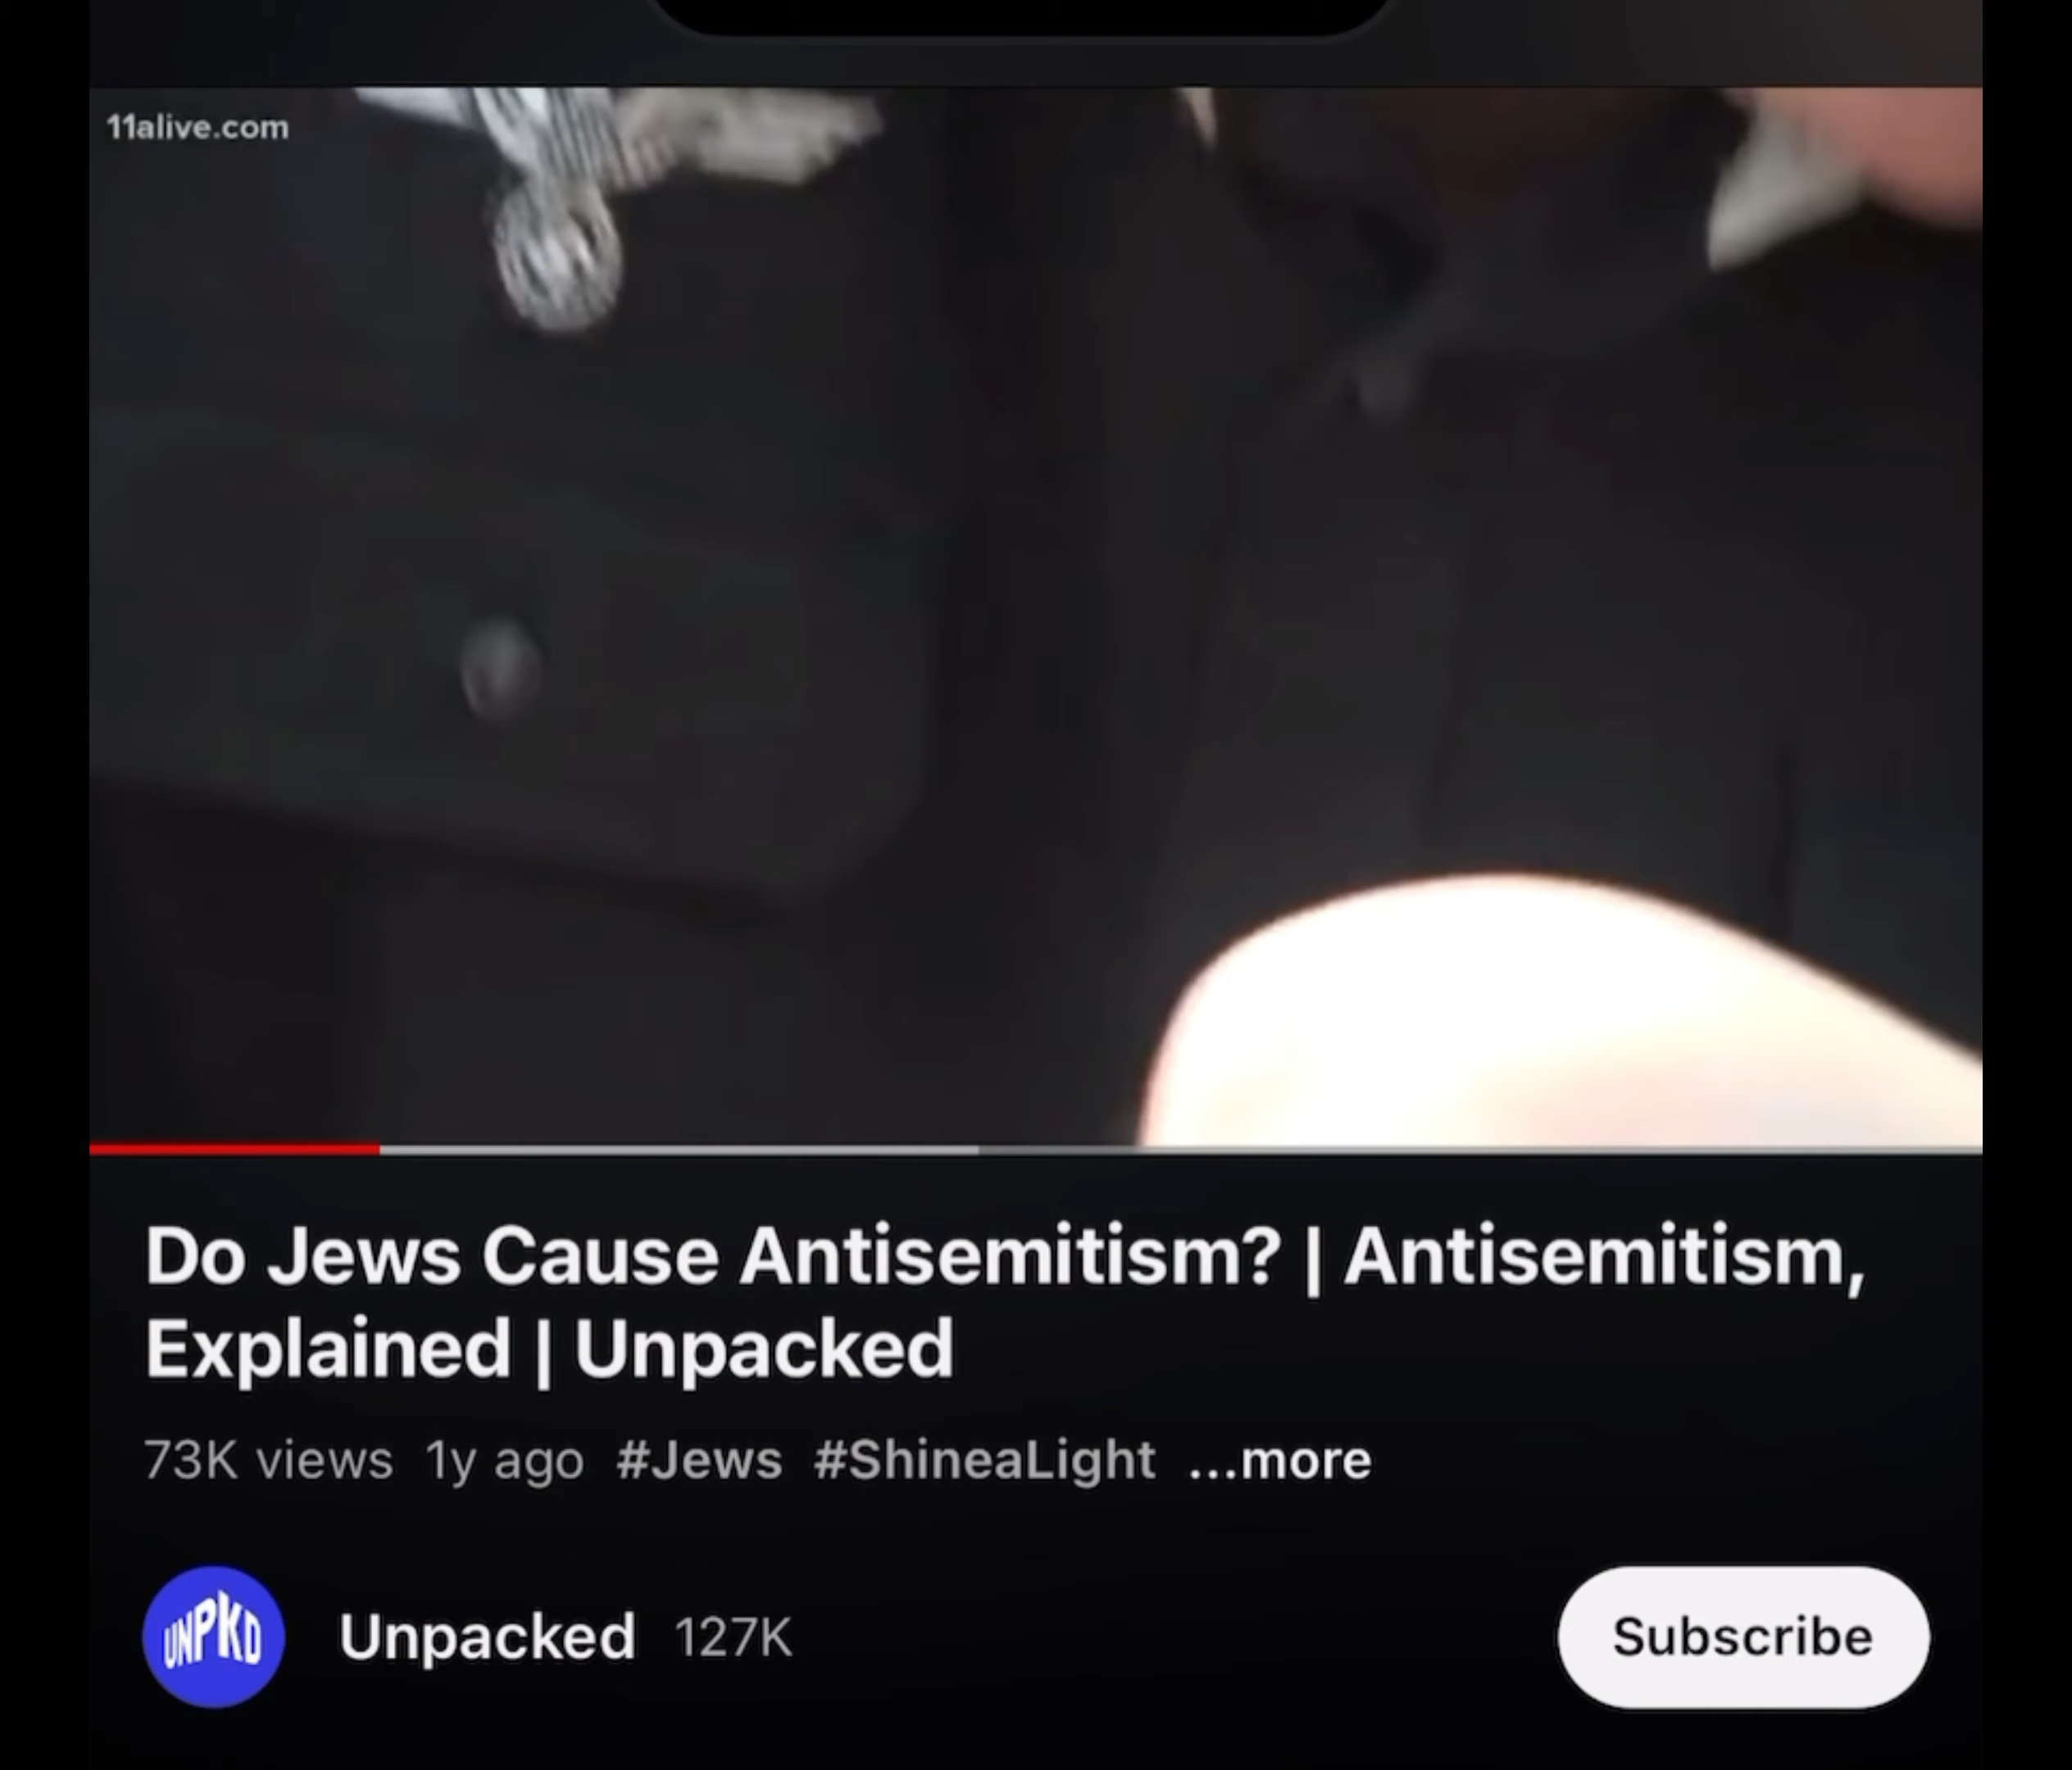 11alive.com
Do Jews Cause Antisemitism? | Antisemitism,
Explained | Unpacked
73K views 1y ago #Jews #ShineaLight ...more
UNPKD
Unpacked 127K
Subscribe